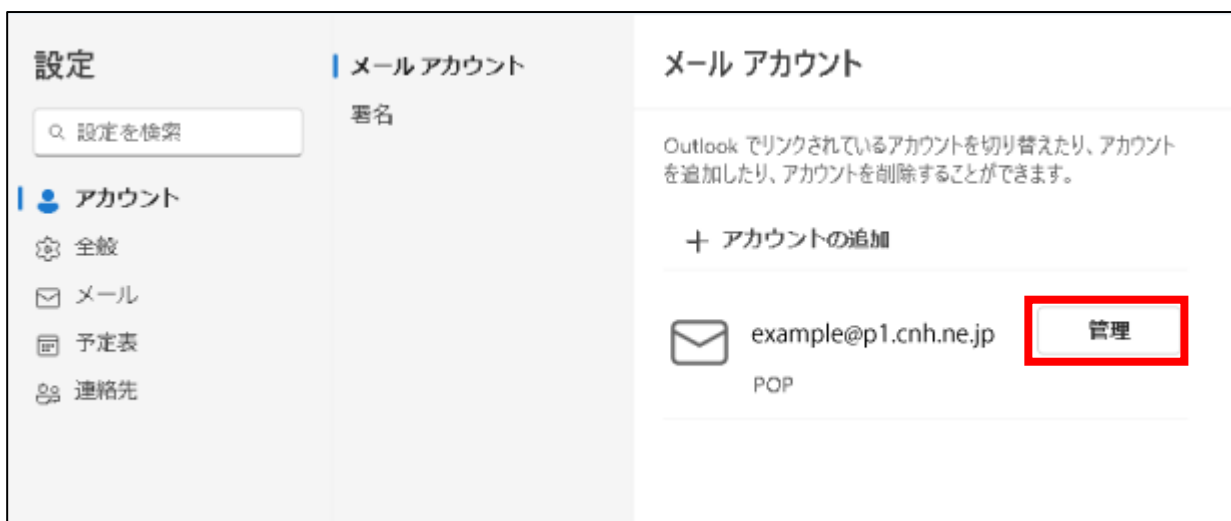 設定
設定を検索
アカウント
全般
メール
予定表
連絡先
メール アカウント
署名
メール アカウント
Outlook でリンクされているアカウントを切り替えたり、アカウント
を追加したり、アカウントを削除することができます。
アカウントの追加
example@p1.cnh.ne.jp
管理
POP